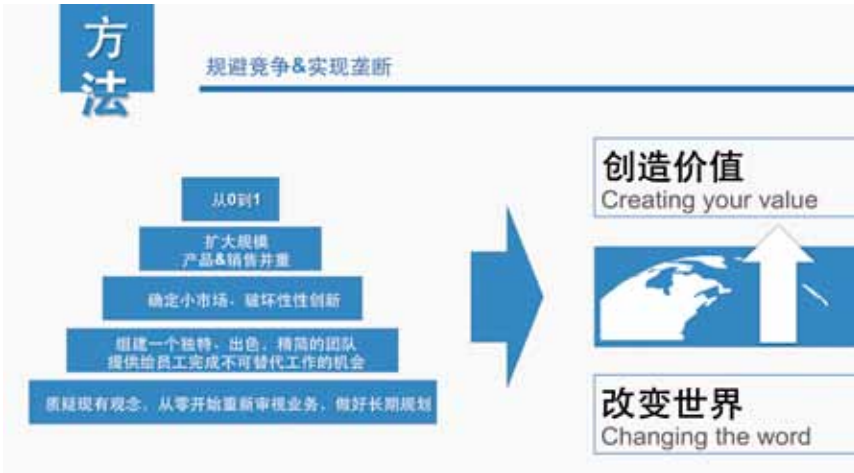 方
法
规避竞争&实现垄断
从0到1
扩大规模
产品&销售并重
确定小市场、破坏性性创新
组建一个独特、出色、精简的团队
提供给员工完成不可替代工作的机会
质疑现有观念、从零开始重新审视业务、做好长期规划
创造价值
Creating your value
改变世界
Changing the word